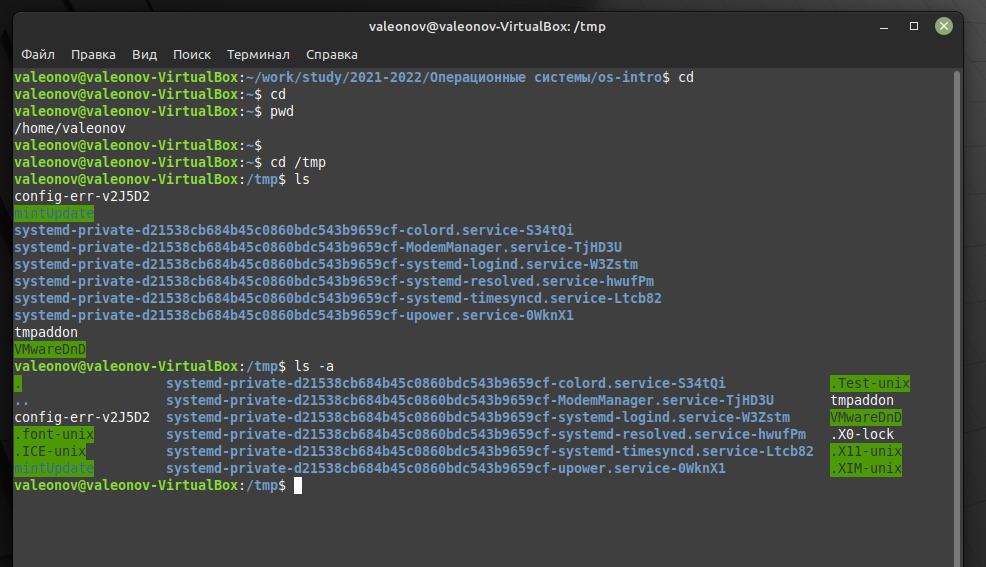 valeonov@valeonov-VirtualBox: /tmp
Файл Правка Вид Поиск Терминал Справка
valeonov@valeonov-VirtualBox:~/work/study/2021-2022/Операционные системы/os-intro$ cd
valeonov@valeonov-VirtualBox:~$ cd
valeonov@valeonov-VirtualBox:~$ pwd
/home/valeonov
valeonov@valeonov-VirtualBox:~$
valeonov@valeonov-VirtualBox:~$ cd /tmp
valeonov@valeonov-VirtualBox:/tmp$ ls
config-err-v2J5D2
mintUpdate
systemd-private-d21538cb684b45c0860bdc543b9659cf-colord.service-S34tQi
systemd-private-d21538cb684b45c0860bdc543b9659cf-ModemManager.service-TjHD3U
systemd-private-d21538cb684b45c0860bdc543b9659cf-systemd-logind.service-W3Zstm
systemd-private-d21538cb684b45c0860bdc543b9659cf-systemd-resolved.service-hwufPm
systemd-private-d21538cb684b45c0860bdc543b9659cf-systemd-timesyncd.service-Ltcb82
systemd-private-d21538cb684b45c0860bdc543b9659cf-upower.service-0WknX1
tmpaddon
VMwareDnD
valeonov@valeonov-VirtualBox:/tmp$ ls -a
. systemd-private-d21538cb684b45c0860bdc543b9659cf-colord.service-S34tQi .Test-unix
.. systemd-private-d21538cb684b45c0860bdc543b9659cf-ModemManager.service-TjHD3U tmpaddon
config-err-v2J5D2 systemd-private-d21538cb684b45c0860bdc543b9659cf-systemd-logind.service-W3Zstm VMwareDnD
.font-unix systemd-private-d21538cb684b45c0860bdc543b9659cf-systemd-resolved.service-hwufPm .X0-lock
.ICE-unix systemd-private-d21538cb684b45c0860bdc543b9659cf-systemd-timesyncd.service-Ltcb82 .X11-unix
mintUpdate systemd-private-d21538cb684b45c0860bdc543b9659cf-upower.service-0WknX1 .XIM-unix
valeonov@valeonov-VirtualBox:/tmp$